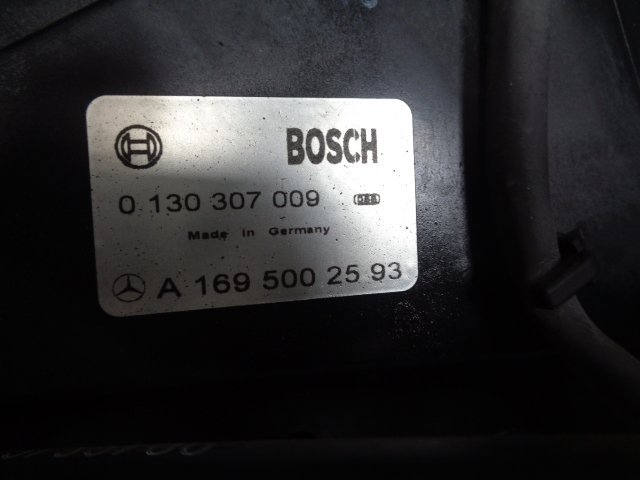 BOSCH
0 130 307 009
Made in Germany
A 169 500 25 93